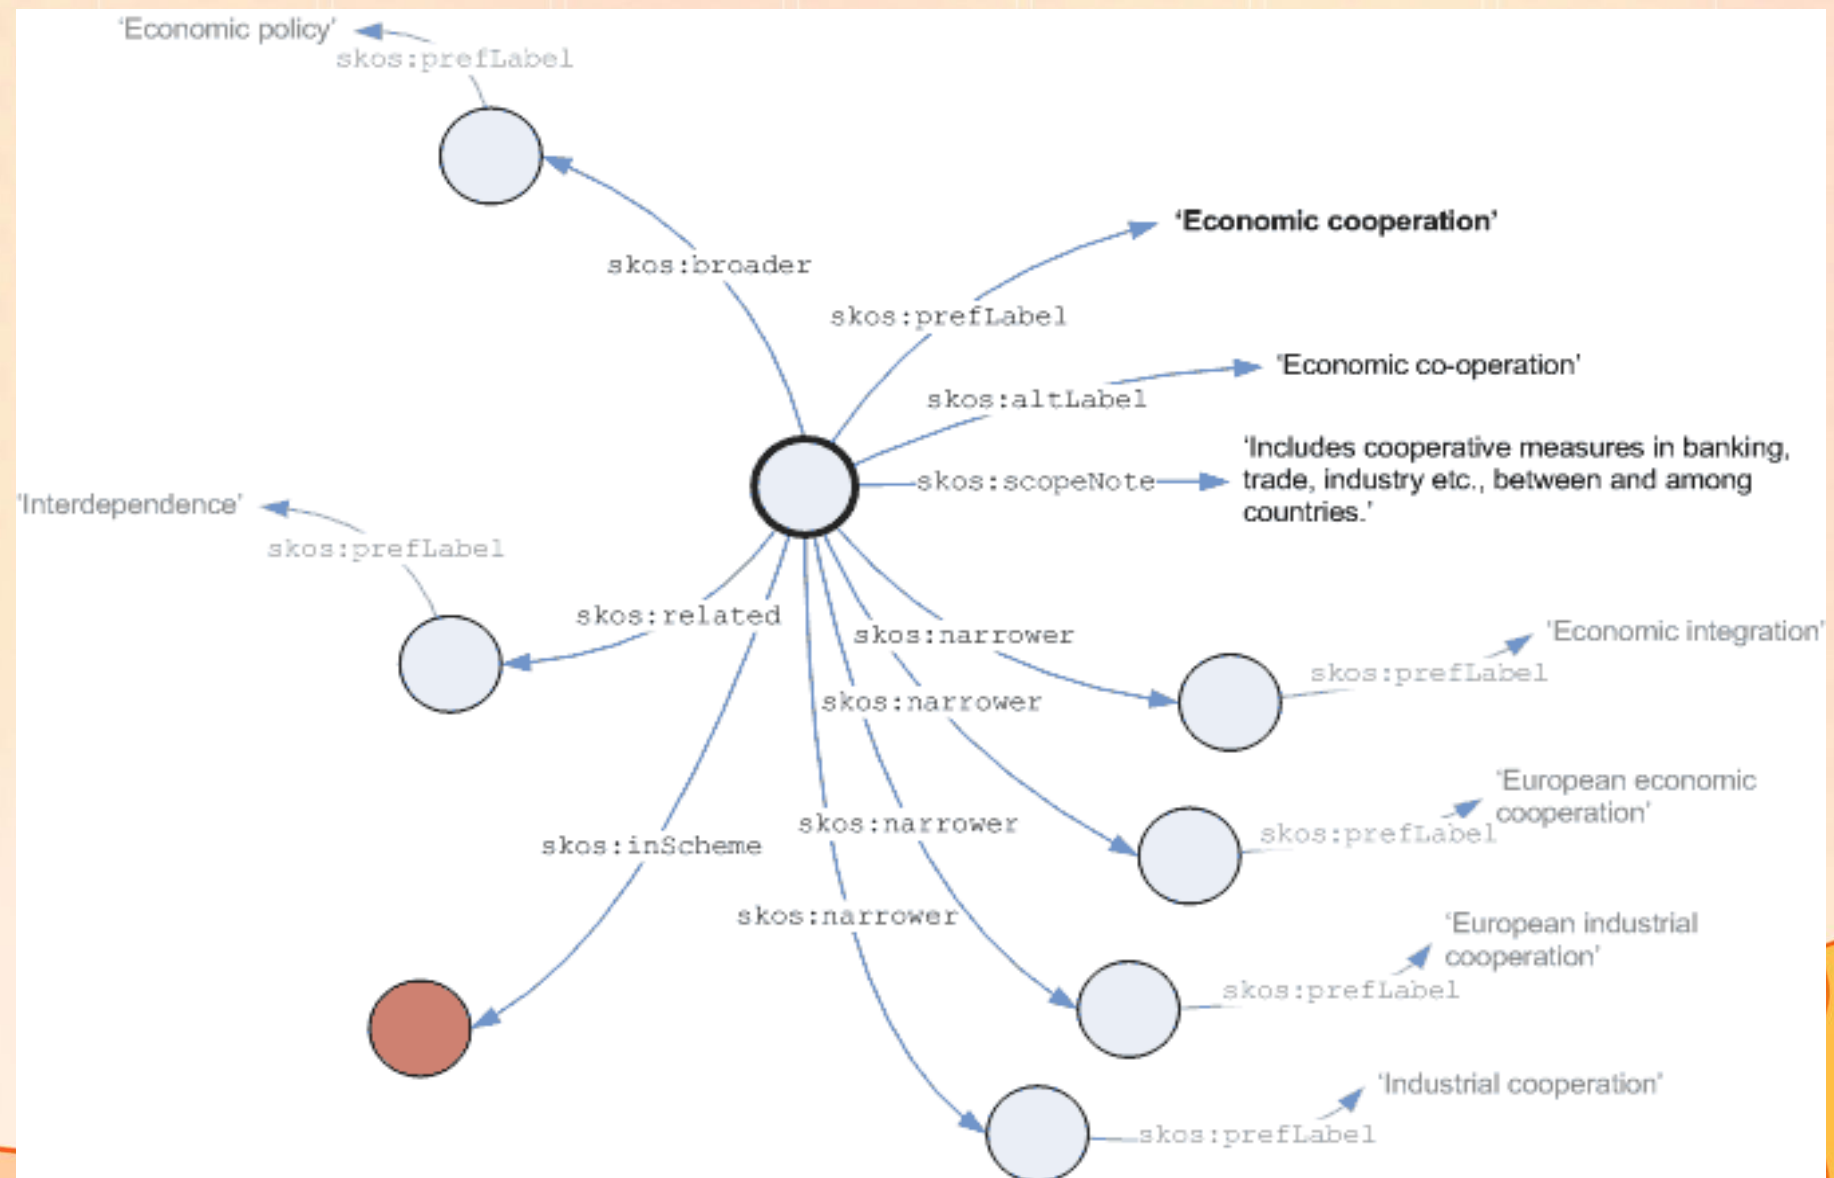 ‘Economic policy’
skos:prefLabel
skos:broader
‘Economic cooperation’
skos:prefLabel
‘Economic co-operation’
skos:altLabel
‘Includes cooperative measures in banking,
skos:scopeNote
trade, industry etc., between and among
countries.’
‘Interdependence’
skos:prefLabel
skos:related
skos:narrower
‘Economic integration’
skos:prefLabel
skos:narrower
‘European economic
cooperation’
skos:prefLabel
skos:narrower
skos:inScheme
skos:narrower
‘European industrial
cooperation’
skos:prefLabel
‘Industrial cooperation’
skos:prefLabel